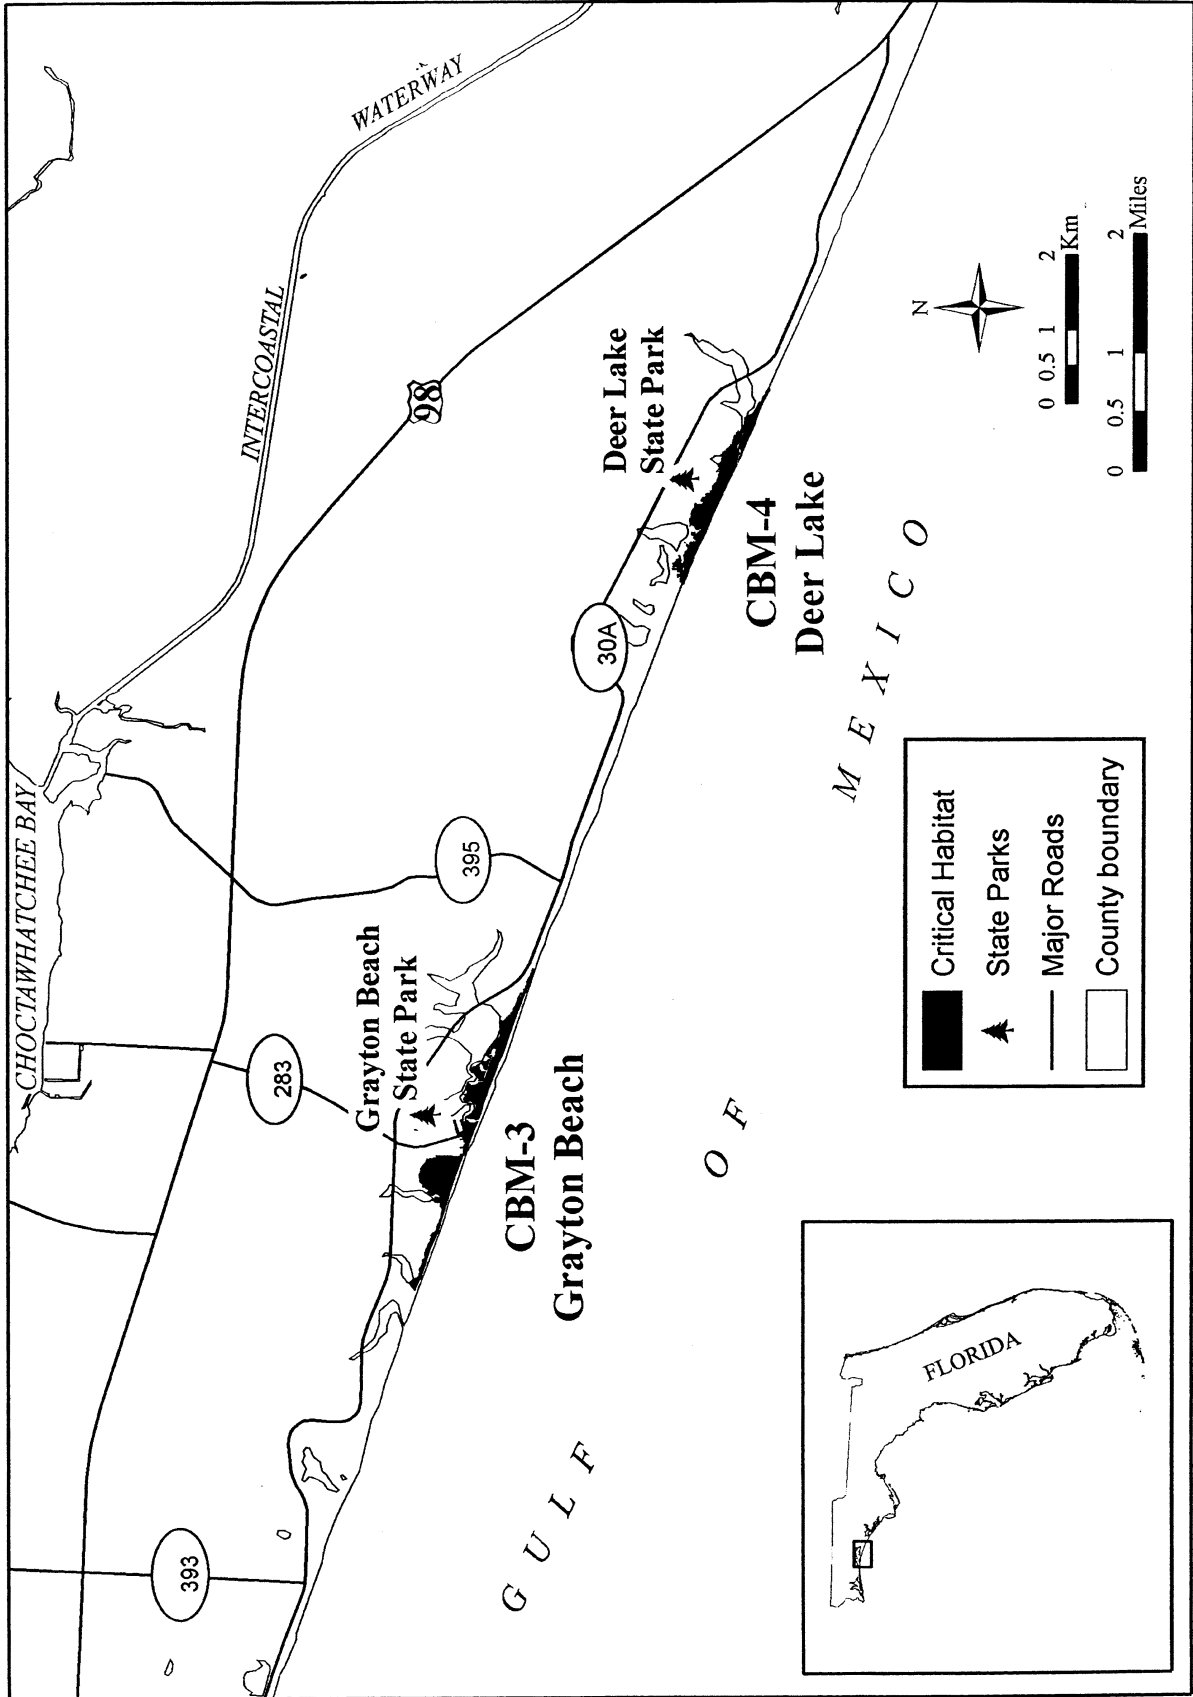 CHOCTAWHATCHEE BAY
INTERCOASTAL
WATERWAY
98
283
395
393
30A
Grayton Beach
State Park
Deer Lake
State Park
CBM-3
Grayton Beach
CBM-4
Deer Lake
GULF
OF
MEXICO
FLORIDA
Critical Habitat
State Parks
Major Roads
County boundary
N
0 0.5 1 2
Km
0 0.5 1 2
Miles